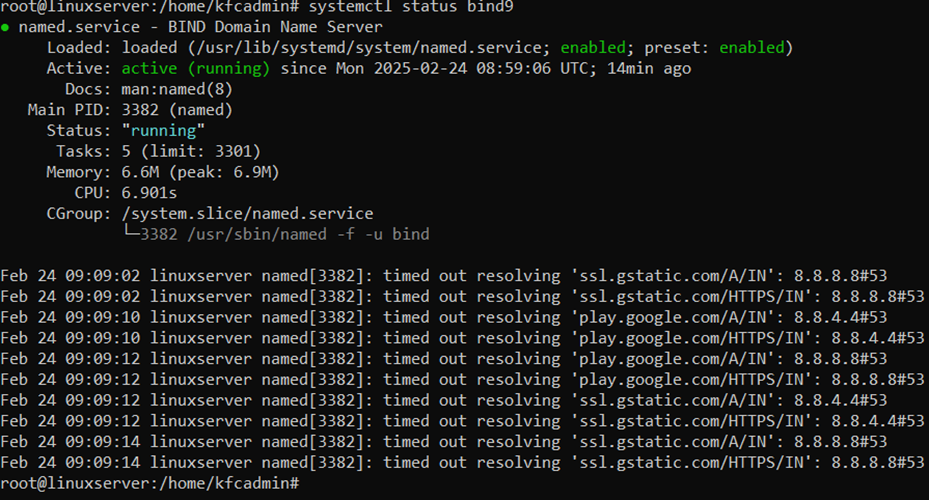 root@linuxserver:/home/kfcadmin# systemctl status bind9
● named.service - BIND Domain Name Server
     Loaded: loaded (/usr/lib/systemd/system/named.service; enabled; preset: enabled)
     Active: active (running) since Mon 2025-02-24 08:59:06 UTC; 14min ago
       Docs: man:named(8)
   Main PID: 3382 (named)
     Status: "running"
      Tasks: 5 (limit: 3301)
     Memory: 6.6M (peak: 6.9M)
        CPU: 6.901s
     CGroup: /system.slice/named.service
             └─3382 /usr/sbin/named -f -u bind
Feb 24 09:09:02 linuxserver named[3382]: timed out resolving 'ssl.gstatic.com/A/IN': 8.8.8.8#53
Feb 24 09:09:02 linuxserver named[3382]: timed out resolving 'ssl.gstatic.com/HTTPS/IN': 8.8.8.8#53
Feb 24 09:09:10 linuxserver named[3382]: timed out resolving 'play.google.com/A/IN': 8.8.4.4#53
Feb 24 09:09:10 linuxserver named[3382]: timed out resolving 'play.google.com/HTTPS/IN': 8.8.4.4#53
Feb 24 09:09:12 linuxserver named[3382]: timed out resolving 'play.google.com/A/IN': 8.8.8.8#53
Feb 24 09:09:12 linuxserver named[3382]: timed out resolving 'play.google.com/HTTPS/IN': 8.8.8.8#53
Feb 24 09:09:12 linuxserver named[3382]: timed out resolving 'ssl.gstatic.com/A/IN': 8.8.4.4#53
Feb 24 09:09:12 linuxserver named[3382]: timed out resolving 'ssl.gstatic.com/HTTPS/IN': 8.8.4.4#53
Feb 24 09:09:14 linuxserver named[3382]: timed out resolving 'ssl.gstatic.com/A/IN': 8.8.8.8#53
Feb 24 09:09:14 linuxserver named[3382]: timed out resolving 'ssl.gstatic.com/HTTPS/IN': 8.8.8.8#53
root@linuxserver:/home/kfcadmin#